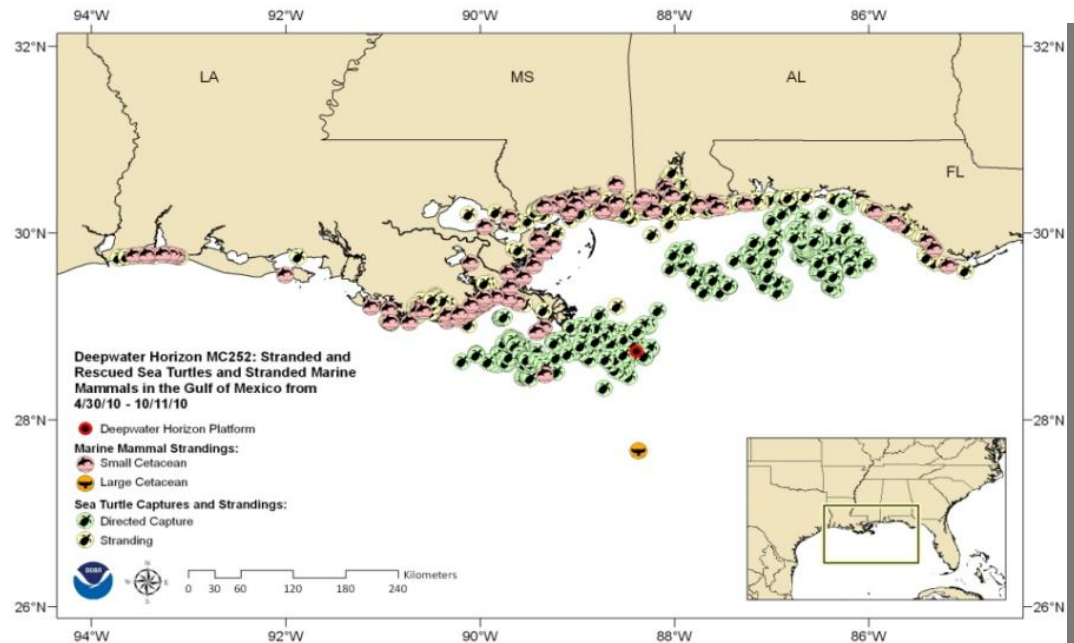 94°W 92°W 90°W 88°W 86°W
32°N 32°N
LA MS AL
FL
30°N 30°N
Deepwater Horizon MC252: Stranded and
Rescued Sea Turtles and Stranded Marine
Mammals in the Gulf of Mexico from
4/30/10 - 10/11/10
28°N 28°N
Deepwater Horizon Platform
Marine Mammal Strandings:
Small Cetacean
Large Cetacean
Sea Turtle Captures and Strandings:
Directed Capture
Stranding
NOAA
N
W E
S
Kilometers
0 30 60 120 180 240
26°N 26°N
94°W 92°W 90°W 88°W 86°W